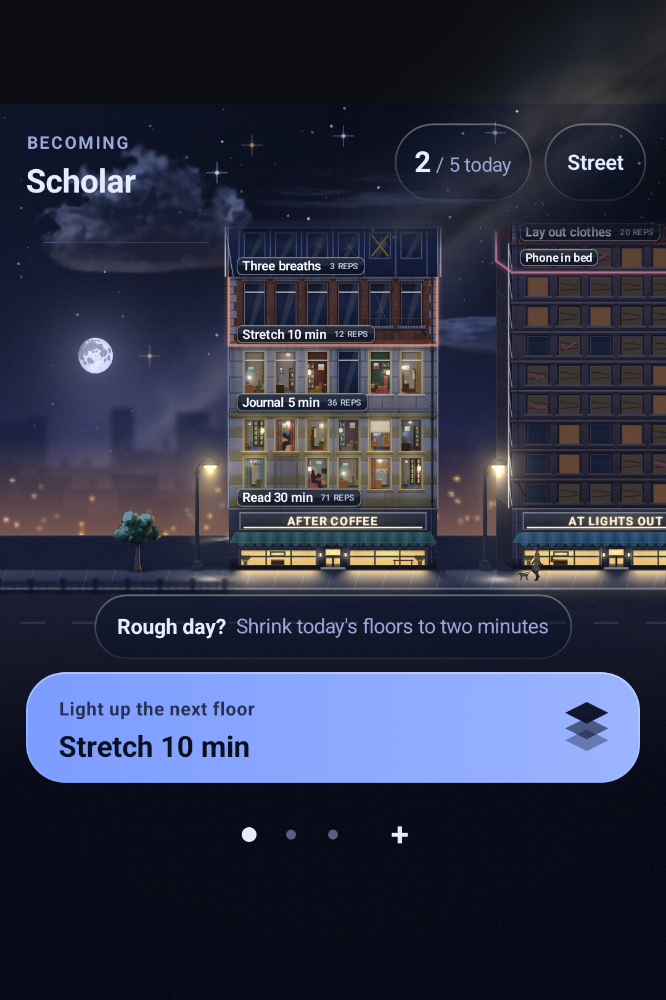 BECOMING
Scholar
2 / 5 today
Street
Three breaths 3 REPS
Stretch 10 min 12 REPS
Journal 5 min 36 REPS
Read 30 min 71 REPS
AFTER COFFEE
Lay out clothes 20 REPS
Phone in bed
AT LIGHTS OUT
Rough day? Shrink today's floors to two minutes
Light up the next floor
Stretch 10 min
+